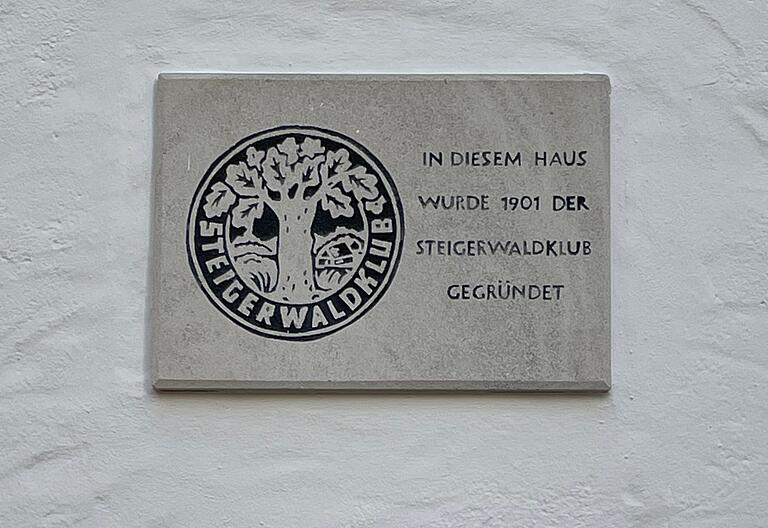 STEIGERWALDKLUB
IN DIESEM HAUS
WURDE 1901 DER
STEIGERWALDKLUB
GEGRÜNDET